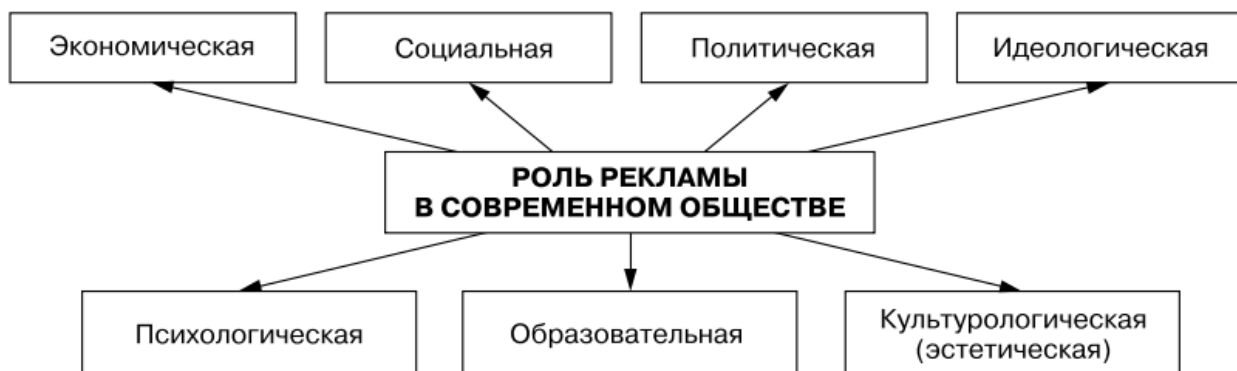 Экономическая
Социальная
Политическая
Идеологическая
РОЛЬ РЕКЛАМЫ
В СОВРЕМЕННОМ ОБЩЕСТВЕ
Психологическая
Образовательная
Культурологическая
(эстетическая)